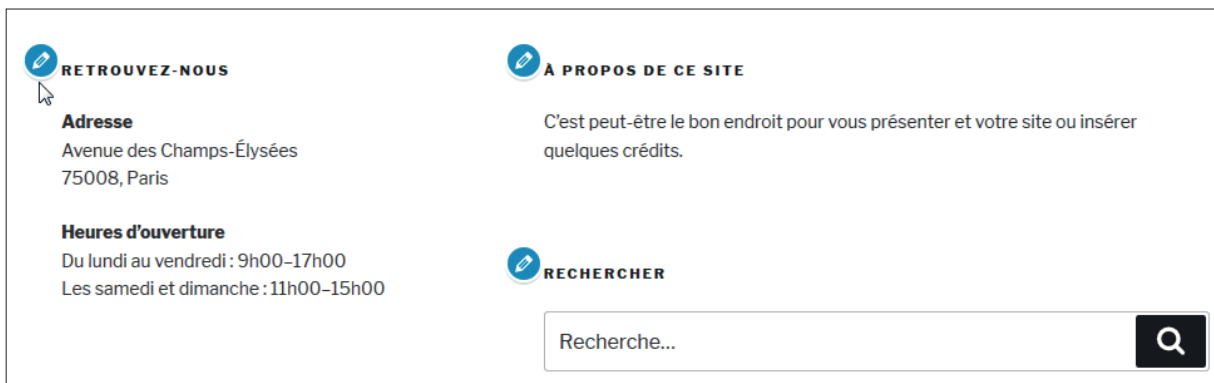 RETROUVEZ-NOUS
Adresse
Avenue des Champs-Élysées
75008, Paris
Heures d’ouverture
Du lundi au vendredi : 9h00–17h00
Les samedi et dimanche : 11h00–15h00
À PROPOS DE CE SITE
C’est peut-être le bon endroit pour vous présenter et votre site ou insérer
quelques crédits.
RECHERCHER
Recherche…